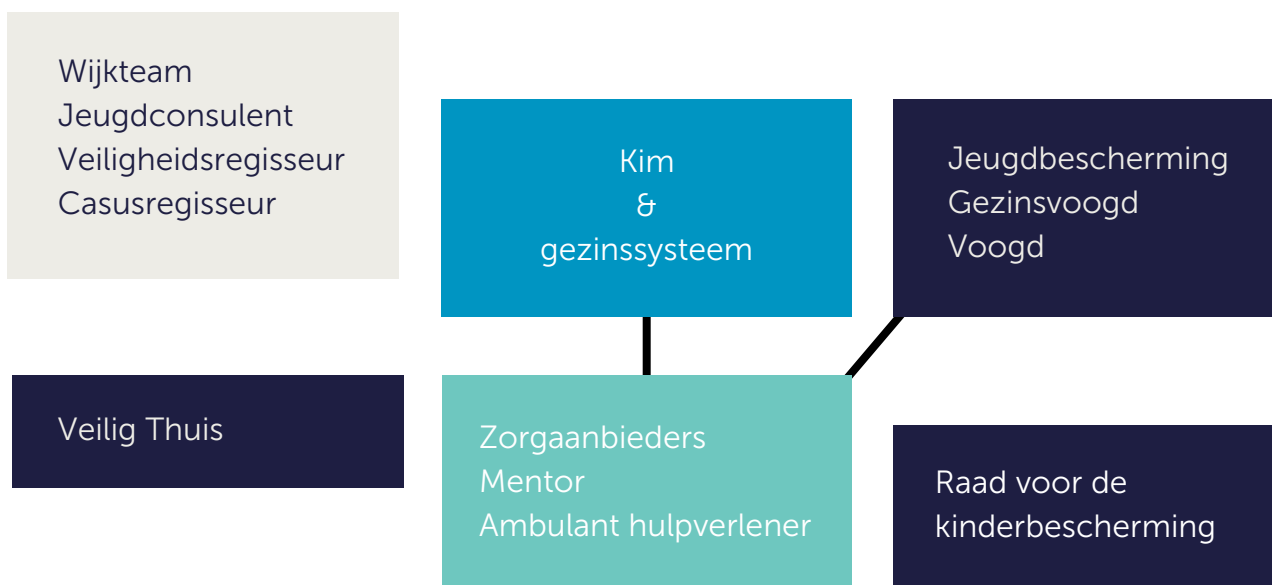 Wijkteam
Jeugdconsulent
Veiligheidsregisseur
Casusregisseur
Kim
&
gezinssysteem
Jeugdbescherming
Gezinsvoogd
Voogd
Veilig Thuis
Zorgaanbieders
Mentor
Ambulant hulpverlener
Raad voor de
kinderbescherming